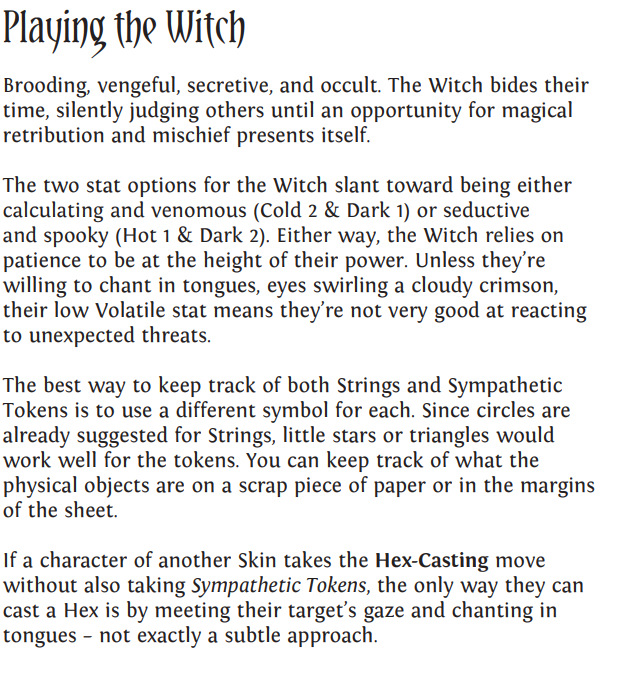 Playing the Witch
Brooding, vengeful, secretive, and occult. The Witch bides their
time, silently judging others until an opportunity for magical
retribution and mischief presents itself.
The two stat options for the Witch slant toward being either
calculating and venomous (Cold 2 & Dark 1) or seductive
and spooky (Hot 1 & Dark 2). Either way, the Witch relies on
patience to be at the height of their power. Unless they’re
willing to chant in tongues, eyes swirling a cloudy crimson,
their low Volatile stat means they’re not very good at reacting
to unexpected threats.
The best way to keep track of both Strings and Sympathetic
Tokens is to use a different symbol for each. Since circles are
already suggested for Strings, little stars or triangles would
work well for the tokens. You can keep track of what the
physical objects are on a scrap piece of paper or in the margins
of the sheet.
If a character of another Skin takes the Hex-Casting move
without also taking Sympathetic Tokens, the only way they can
cast a Hex is by meeting their target’s gaze and chanting in
tongues – not exactly a subtle approach.